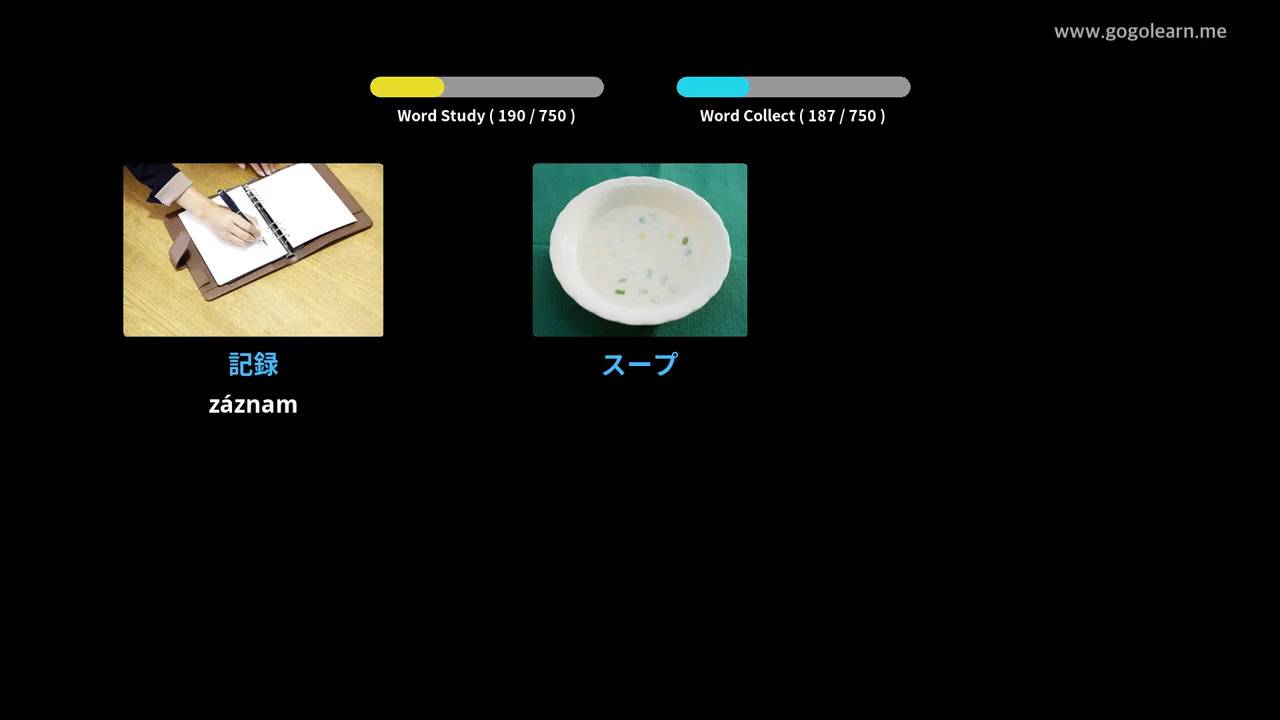 www.gogolearn.me
Word Study ( 190 / 750 )
Word Collect ( 187 / 750 )
記録
záznam
スープ